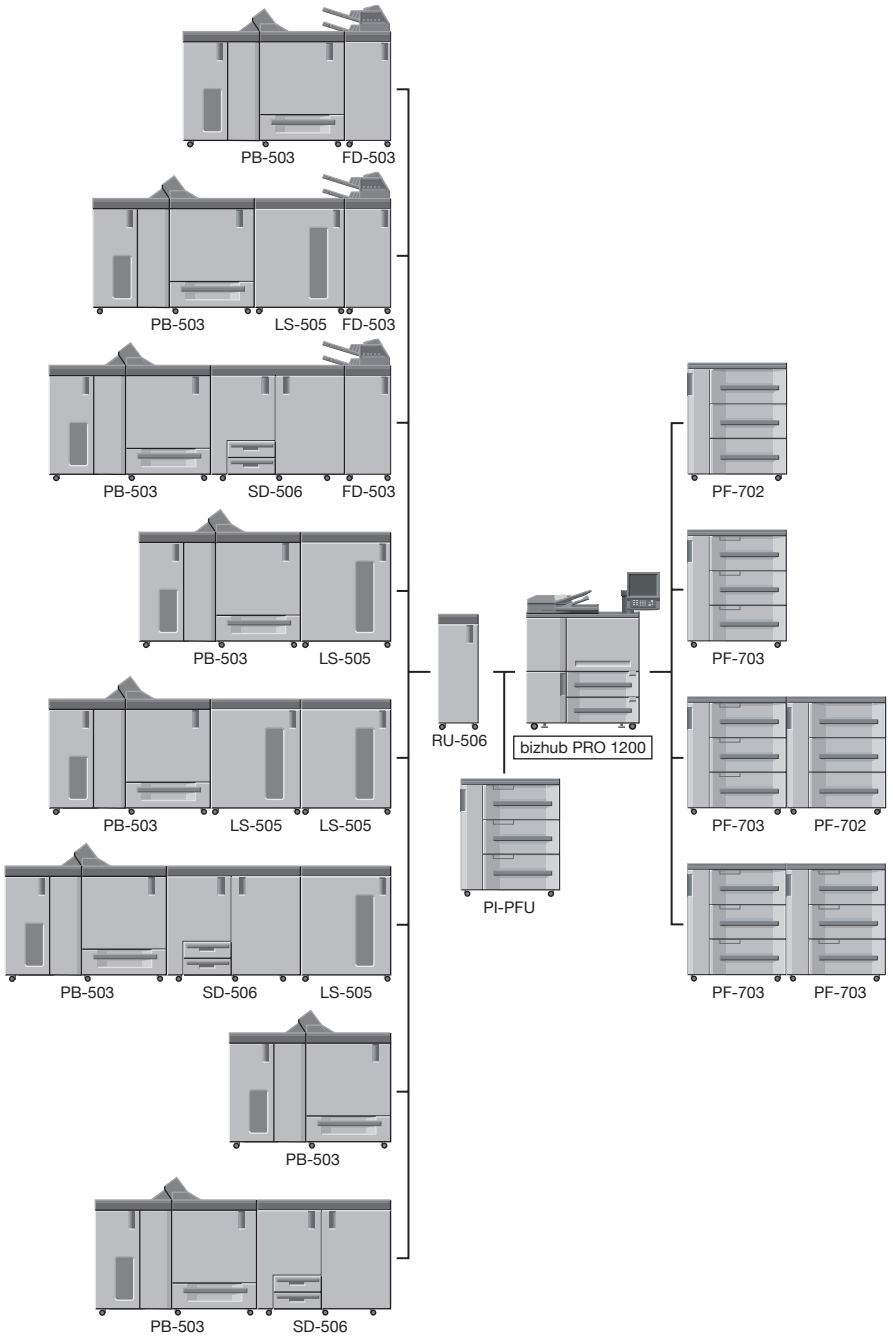 PB-503 FD-503
PB-503 LS-505 FD-503
PB-503 SD-506 FD-503
PF-702
PB-503 LS-505
PF-703
RU-506
bizhub PRO 1200
PB-503 LS-505 LS-505
PF-703 PF-702
PI-PFU
PB-503 SD-506 LS-505
PF-703 PF-703
PB-503
PB-503 SD-506